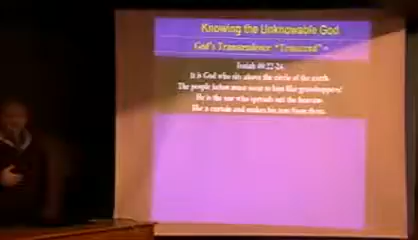 Knowing the Unknowable God
God's Transcendence "Transcend" =
Isaiah 40:22-24
It is God who sits above the circle of the earth.
The people below must seem to him like grasshoppers!
He is the one who spreads out the heavens
like a curtain and makes his tent from them.